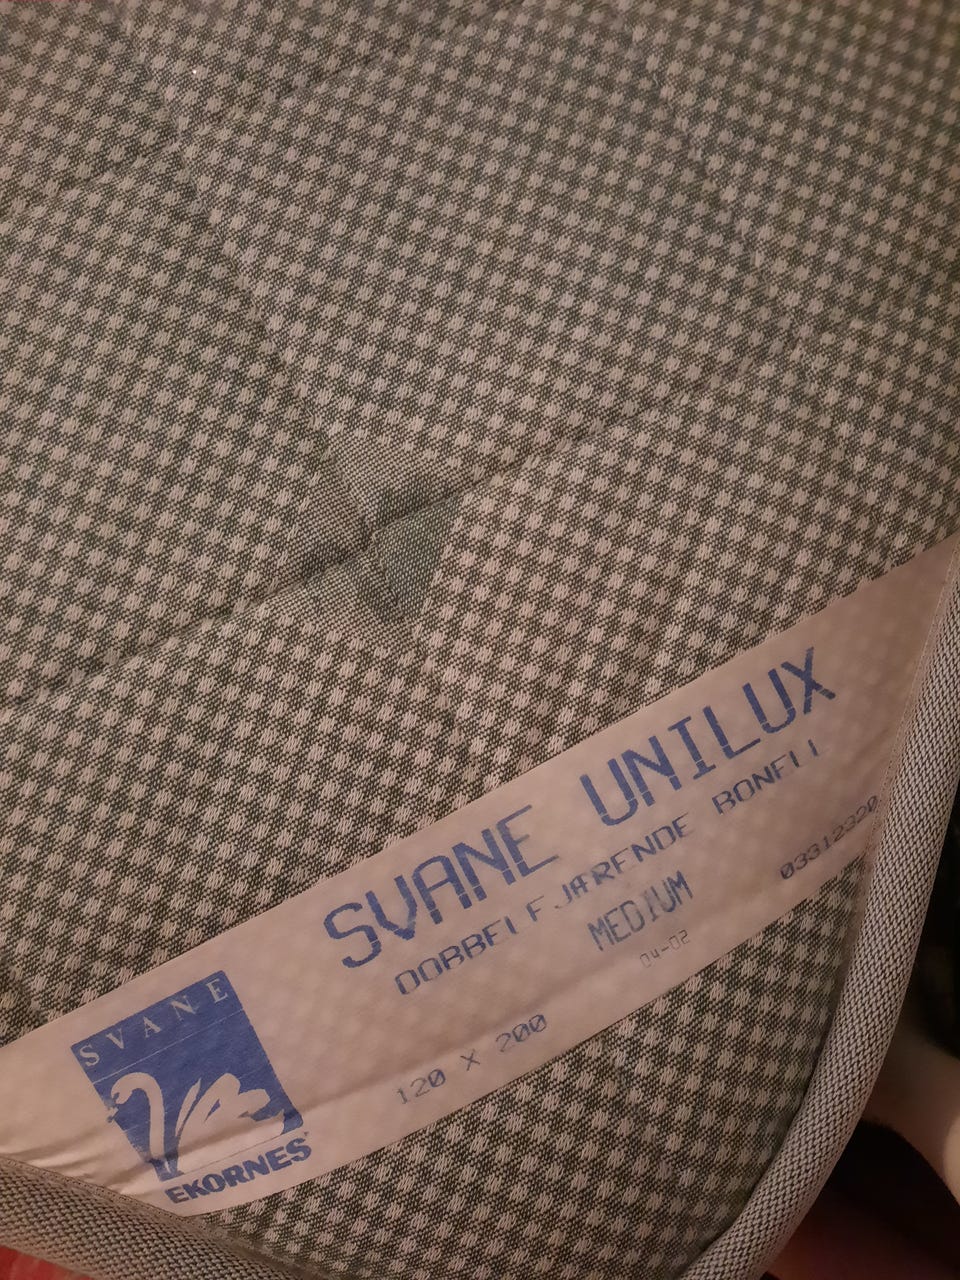 SVANE UNILUX
DOBBELFJÆRENDE BONELL
MEDIUM
03312320
04-02
120 X 200
SVANE
EKORNES